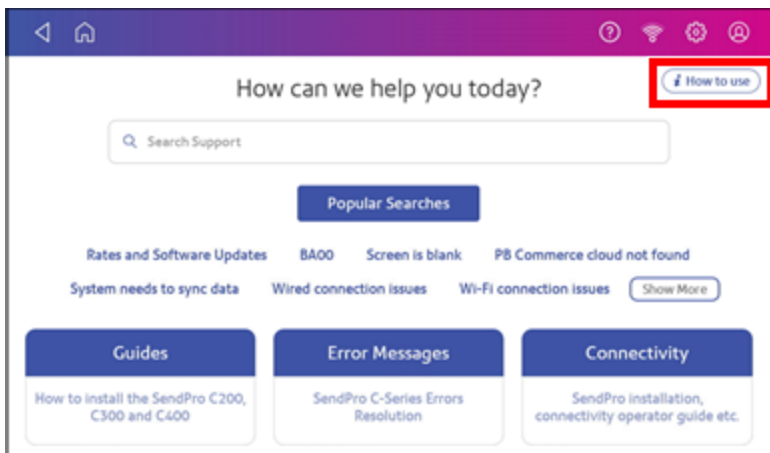 How can we help you today?
i How to use
Search Support
Popular Searches
Rates and Software Updates BA00 Screen is blank PB Commerce cloud not found
System needs to sync data Wired connection issues Wi-Fi connection issues Show More
Guides
How to install the SendPro C200,
C300 and C400
Error Messages
SendPro C-Series Errors
Resolution
Connectivity
SendPro installation,
connectivity operator guide etc.